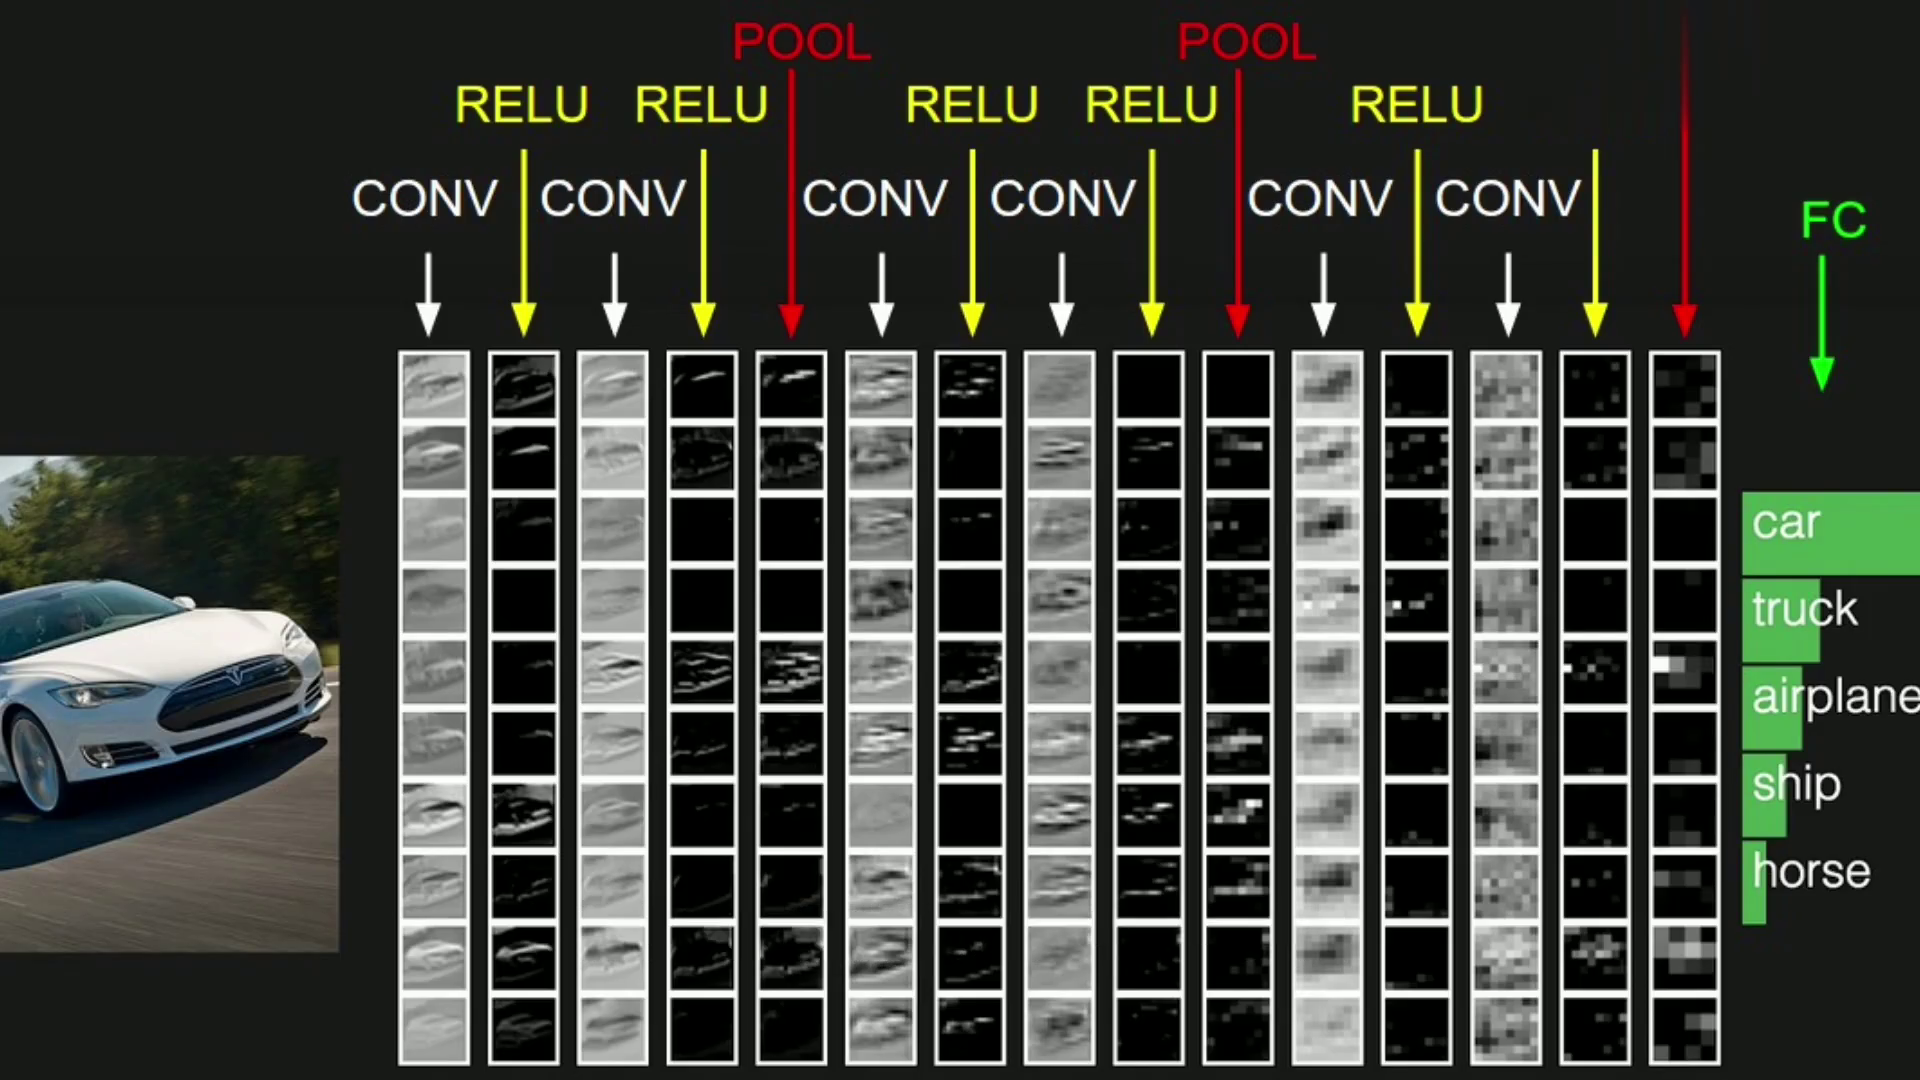 POOL POOL
RELU RELU RELU RELU RELU
CONV CONV CONV CONV CONV CONV
FC
car
truck
airplane
ship
horse